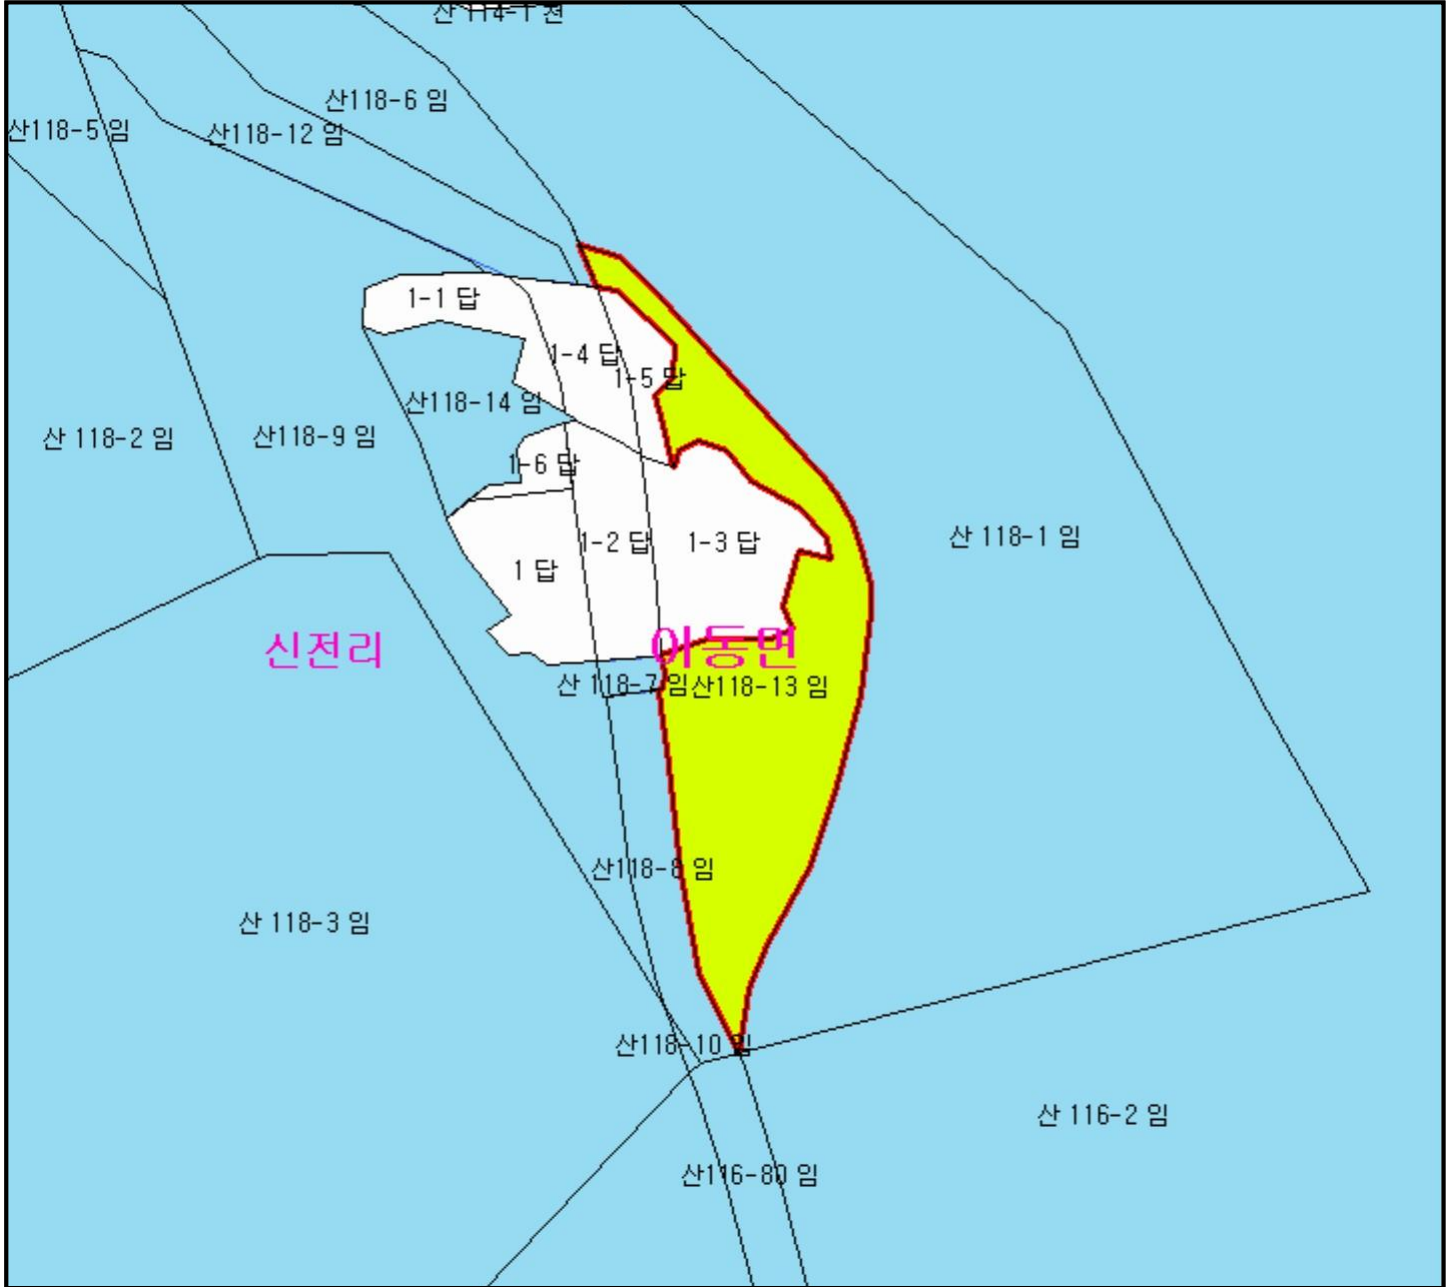 산 114-1 천
산118-6 임
산118-5 임
산118-12 임
1-1 답
1-4 답
1-5 답
산118-14 임
산 118-2 임
산118-9 임
1-6 답
산 118-1 임
1-2 답
1-3 답
1 답
신전리
이동면
산 118-7 임
산118-13 임
산118-8 임
산 118-3 임
산118-10 임
산 116-2 임
산116-80 임